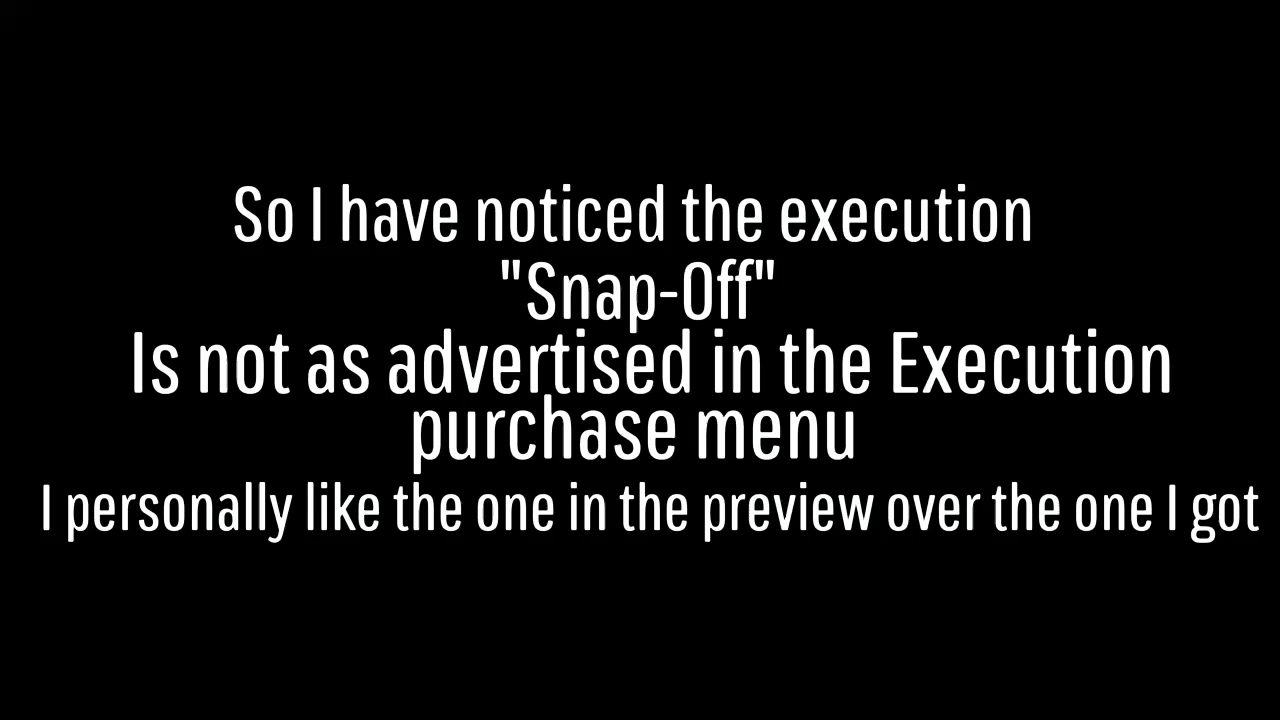 So I have noticed the execution
"Snap-Off"
Is not as advertised in the Execution
purchase menu
I personally like the one in the preview over the one I got